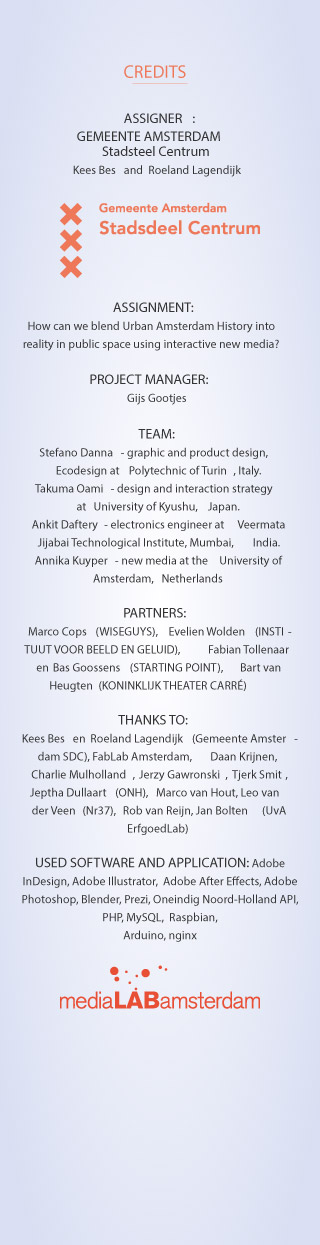 CREDITS
ASSIGNER :
GEMEENTE AMSTERDAM
Stadsteel Centrum
Kees Bes and Roeland Lagendijk
Gemeente Amsterdam
Stadsdeel Centrum
ASSIGNMENT:
How can we blend Urban Amsterdam History into
reality in public space using interactive new media?
PROJECT MANAGER:
Gijs Gootjes
TEAM:
Stefano Danna - graphic and product design,
Ecodesign at Polytechnic of Turin , Italy.
Takuma Oami - design and interaction strategy
at University of Kyushu, Japan.
Ankit Daftery - electronics engineer at Veermata
Jijabai Technological Institute, Mumbai, India.
Annika Kuyper - new media at the University of
Amsterdam, Netherlands
PARTNERS:
Marco Cops (WISEGUYS), Evelien Wolden (INSTI -
TUUT VOOR BEELD EN GELUID), Fabian Tollenaar
en Bas Goossens (STARTING POINT), Bart van
Heugten (KONINKLIJK THEATER CARRÉ)
THANKS TO:
Kees Bes en Roeland Lagendijk (Gemeente Amster -
dam SDC), FabLab Amsterdam, Daan Krijnen,
Charlie Mulholland , Jerzy Gawronski , Tjerk Smit ,
Jeptha Dullaart (ONH), Marco van Hout, Leo van
der Veen (Nr37), Rob van Reijn, Jan Bolten (UvA
ErfgoedLab)
USED SOFTWARE AND APPLICATION: Adobe
InDesign, Adobe Illustrator, Adobe After Effects, Adobe
Photoshop, Blender, Prezi, Oneindig Noord-Holland API,
PHP, MySQL, Raspbian,
Arduino, nginx
mediaLABamsterdam